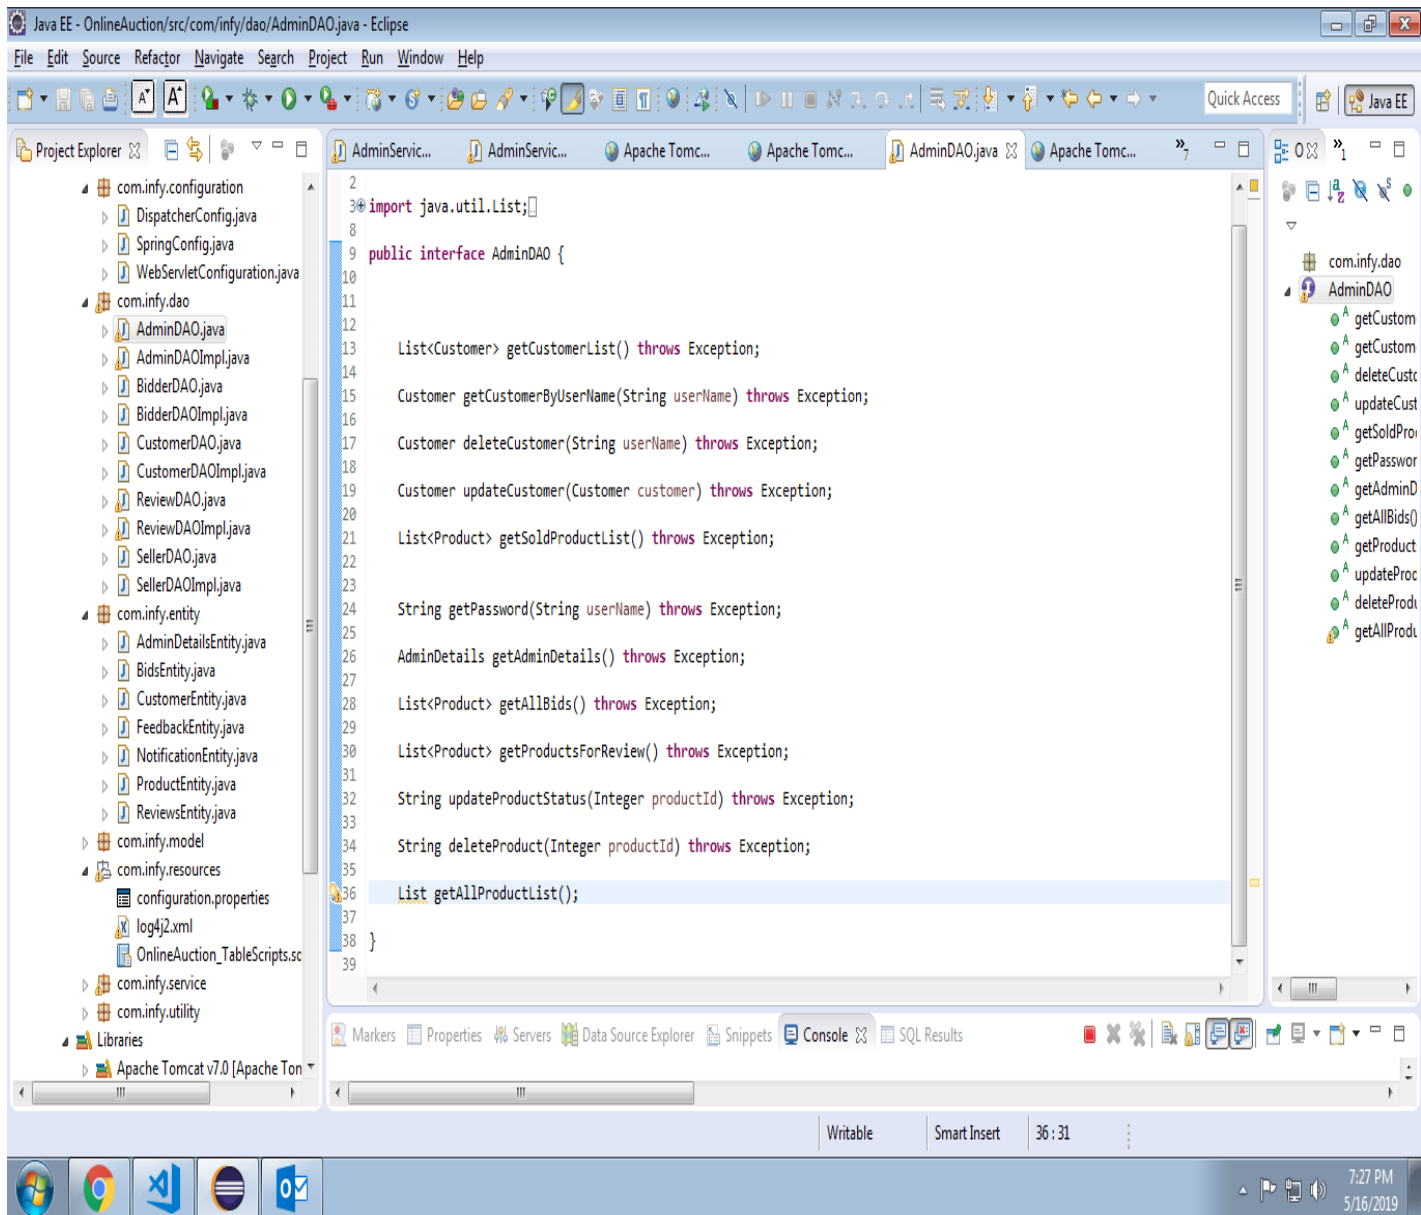 Java EE - OnlineAuction/src/com/infy/dao/AdminDAO.java - Eclipse
File Edit Source Refactor Navigate Search Project Run Window Help
Quick Access
Java EE
Project Explorer
com.infy.configuration
DispatcherConfig.java
SpringConfig.java
WebServletConfiguration.java
com.infy.dao
AdminDAO.java
AdminDAOImpl.java
BidderDAO.java
BidderDAOImpl.java
CustomerDAO.java
CustomerDAOImpl.java
ReviewDAO.java
ReviewDAOImpl.java
SellerDAO.java
SellerDAOImpl.java
com.infy.entity
AdminDetailsEntity.java
BidsEntity.java
CustomerEntity.java
FeedbackEntity.java
NotificationEntity.java
ProductEntity.java
ReviewsEntity.java
com.infy.model
com.infy.resources
configuration.properties
log4j2.xml
OnlineAuction_TableScripts.sc
com.infy.service
com.infy.utility
Libraries
Apache Tomcat v7.0 [Apache Ton
AdminServic... AdminServic... Apache Tomc... Apache Tomc... AdminDAO.java Apache Tomc... »7
2
3 import java.util.List;
8
9 public interface AdminDAO {
10
11
12
13 List<Customer> getCustomerList() throws Exception;
14
15 Customer getCustomerByUserName(String userName) throws Exception;
16
17 Customer deleteCustomer(String userName) throws Exception;
18
19 Customer updateCustomer(Customer customer) throws Exception;
20
21 List<Product> getSoldProductList() throws Exception;
22
23
24 String getPassword(String userName) throws Exception;
25
26 AdminDetails getAdminDetails() throws Exception;
27
28 List<Product> getAllBids() throws Exception;
29
30 List<Product> getProductsForReview() throws Exception;
31
32 String updateProductStatus(Integer productId) throws Exception;
33
34 String deleteProduct(Integer productId) throws Exception;
35
36 List getAllProductList();
37
38 }
39
O »1
com.infy.dao
AdminDAO
getCustom
getCustom
deleteCustc
updateCust
getSoldPro
getPasswor
getAdminD
getAllBids()
getProduct
updateProc
deleteProdu
getAllProdu
Markers Properties Servers Data Source Explorer Snippets Console SQL Results
Writable Smart Insert 36 : 31
7:27 PM
5/16/2019